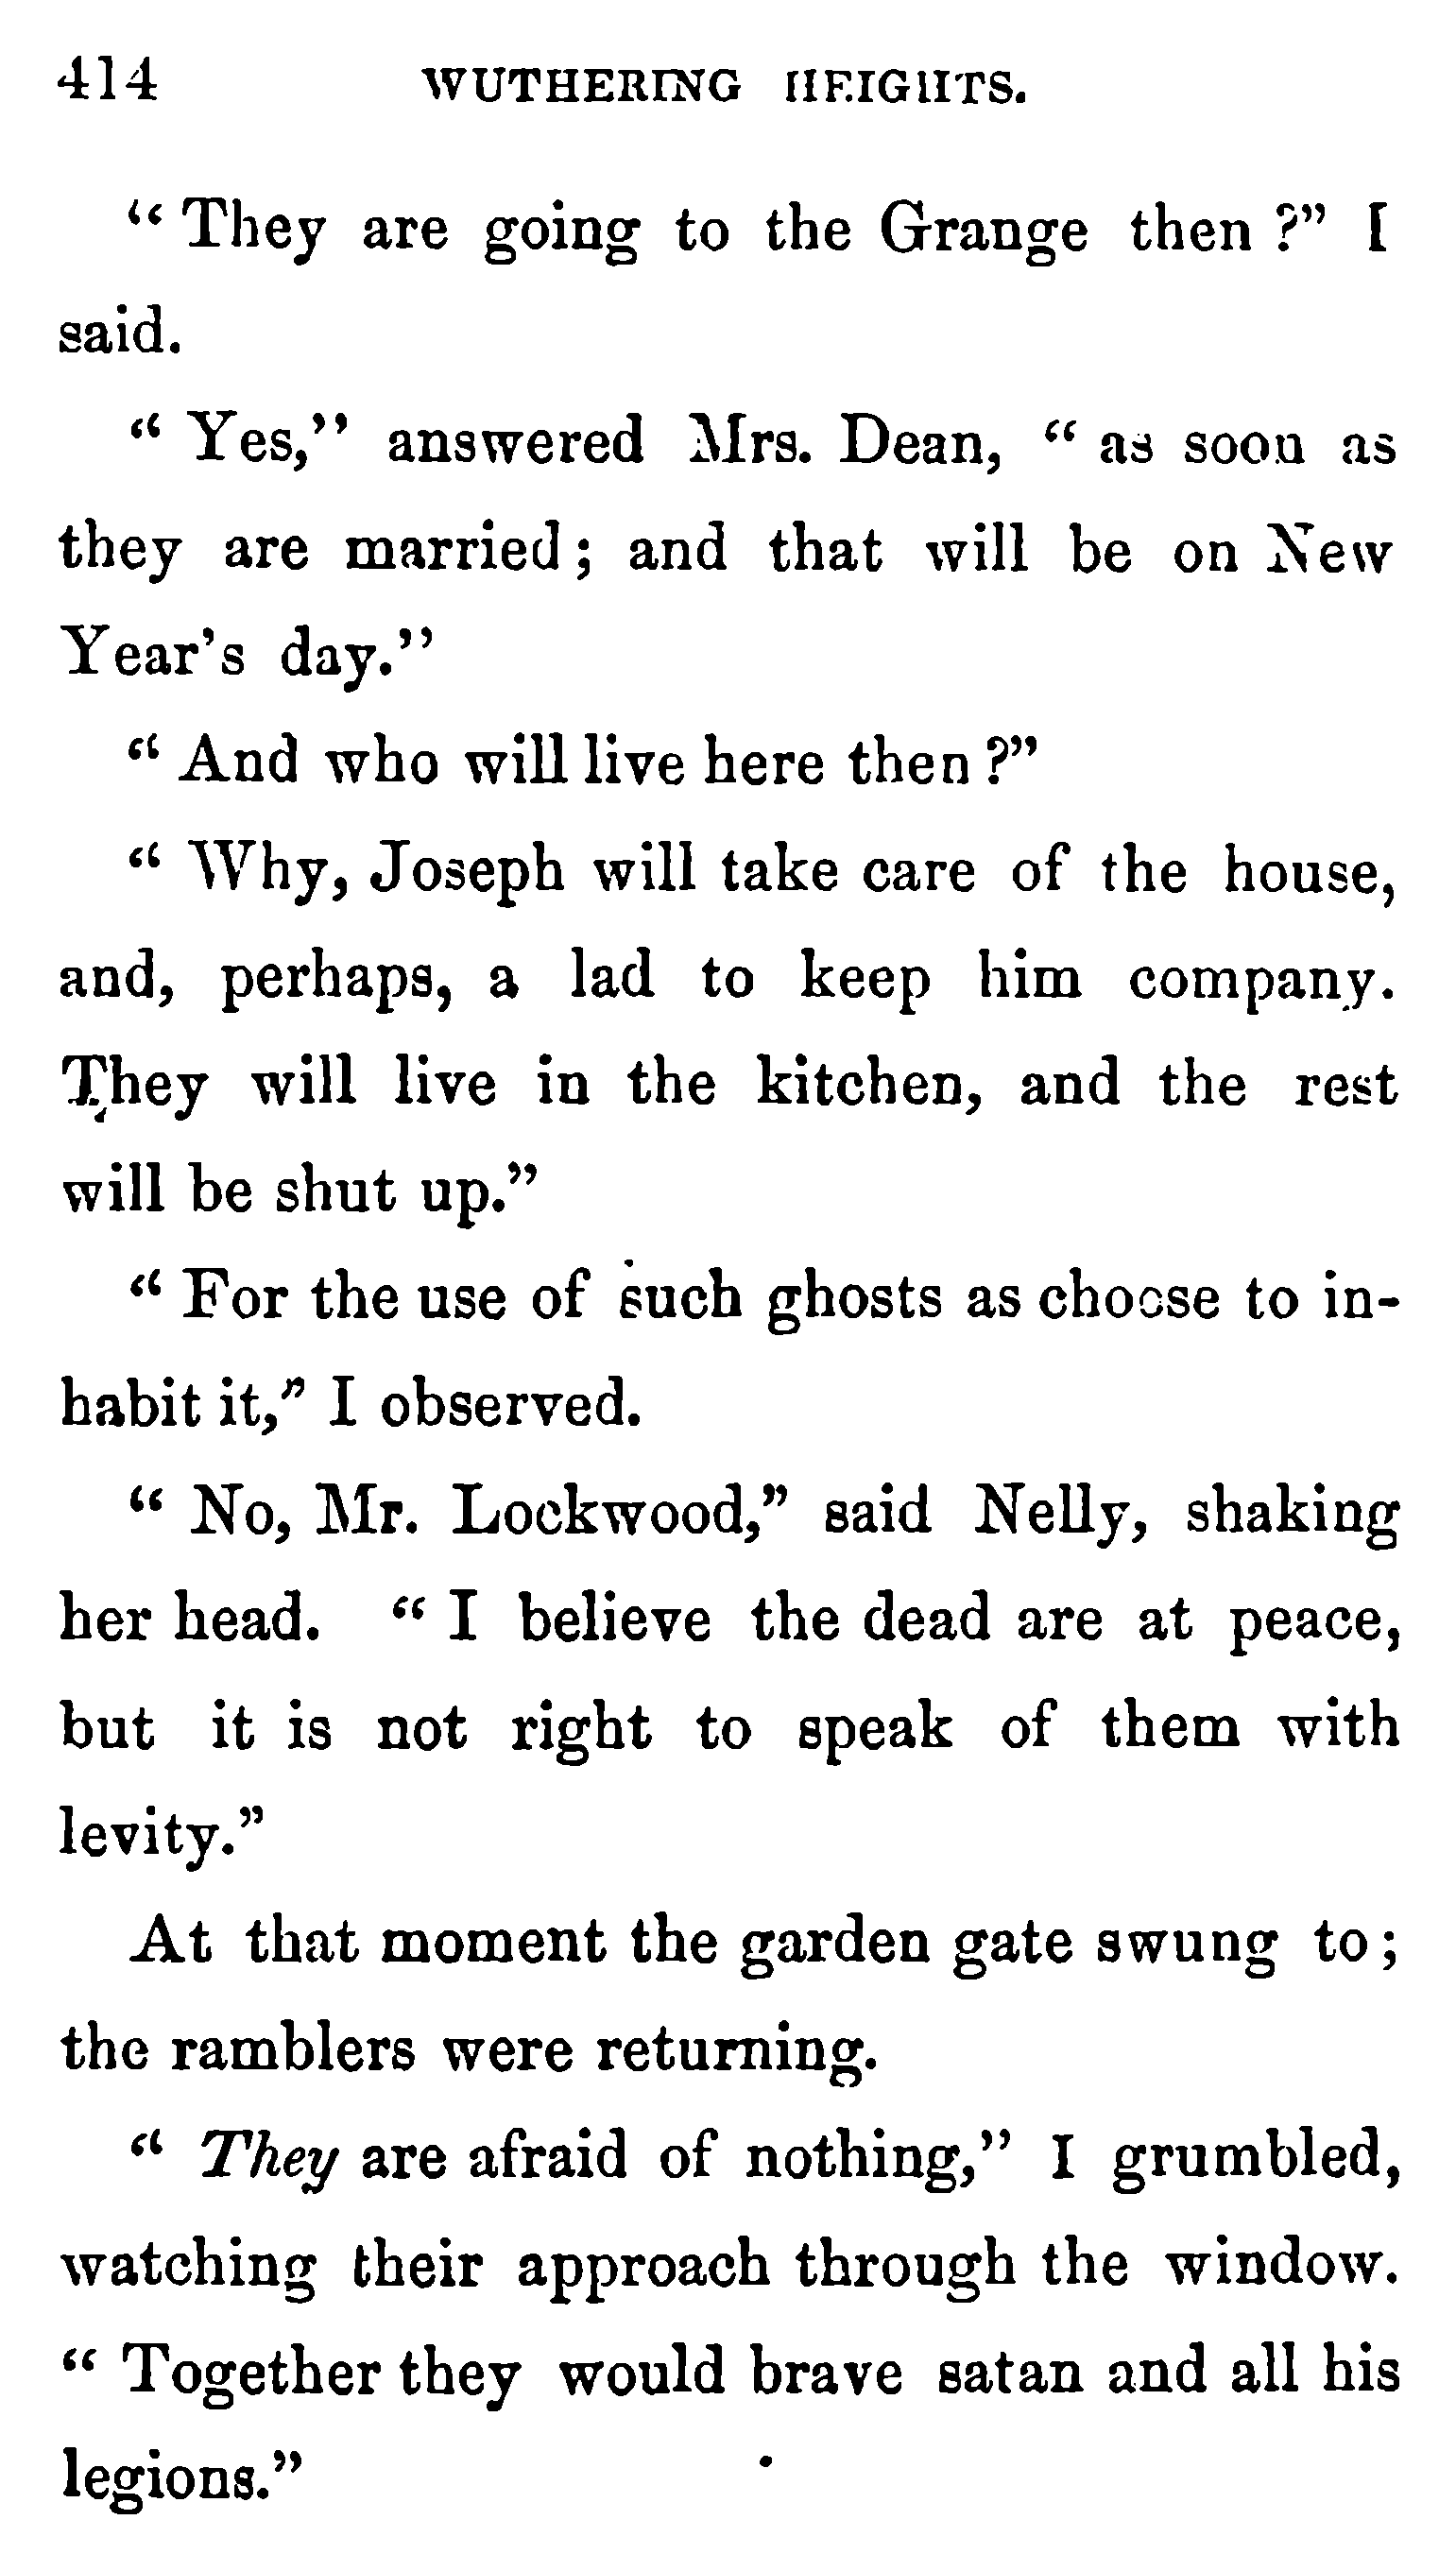 414 WUTHERING HEIGHTS.
“They are going to the Grange then?” I
said.
“Yes,” answered Mrs. Dean, “as soon as
they are married; and that will be on New
Year’s day.”
“And who will live here then?”
“Why, Joseph will take care of the house,
and, perhaps, a lad to keep him company.
They will live in the kitchen, and the rest
will be shut up.”
“For the use of such ghosts as choose to in-
habit it,” I observed.
“No, Mr. Lockwood,” said Nelly, shaking
her head. “I believe the dead are at peace,
but it is not right to speak of them with
levity.”
At that moment the garden gate swung to;
the ramblers were returning.
“They are afraid of nothing,” I grumbled,
watching their approach through the window.
“Together they would brave satan and all his
legions.”